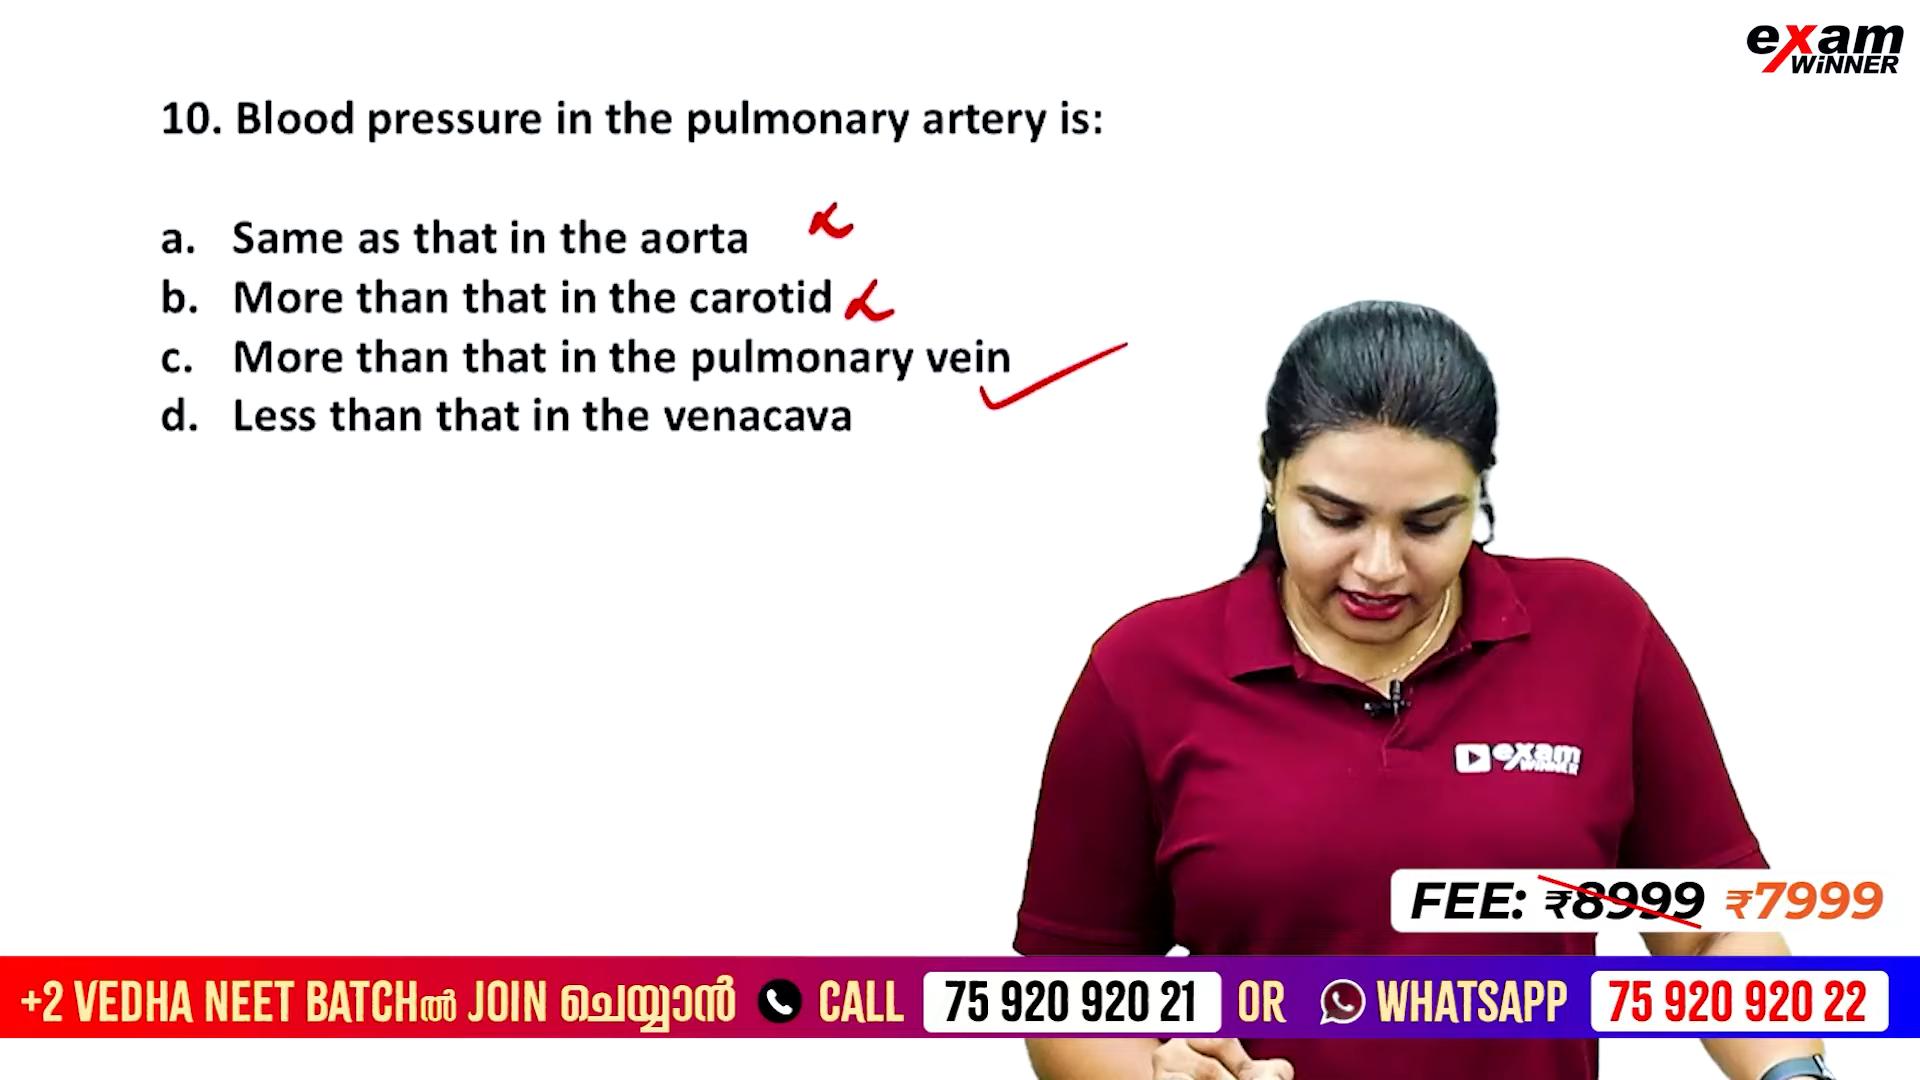 exam
WiNNER
10. Blood pressure in the pulmonary artery is:
a. Same as that in the aorta
b. More than that in the carotid
c. More than that in the pulmonary vein
d. Less than that in the venacava
exam
WiNNER
FEE: ₹8999 ₹7999
+2 VEDHA NEET BATCHൽ JOIN ചെയ്യാൻ CALL 75 920 920 21 OR WHATSAPP 75 920 920 22